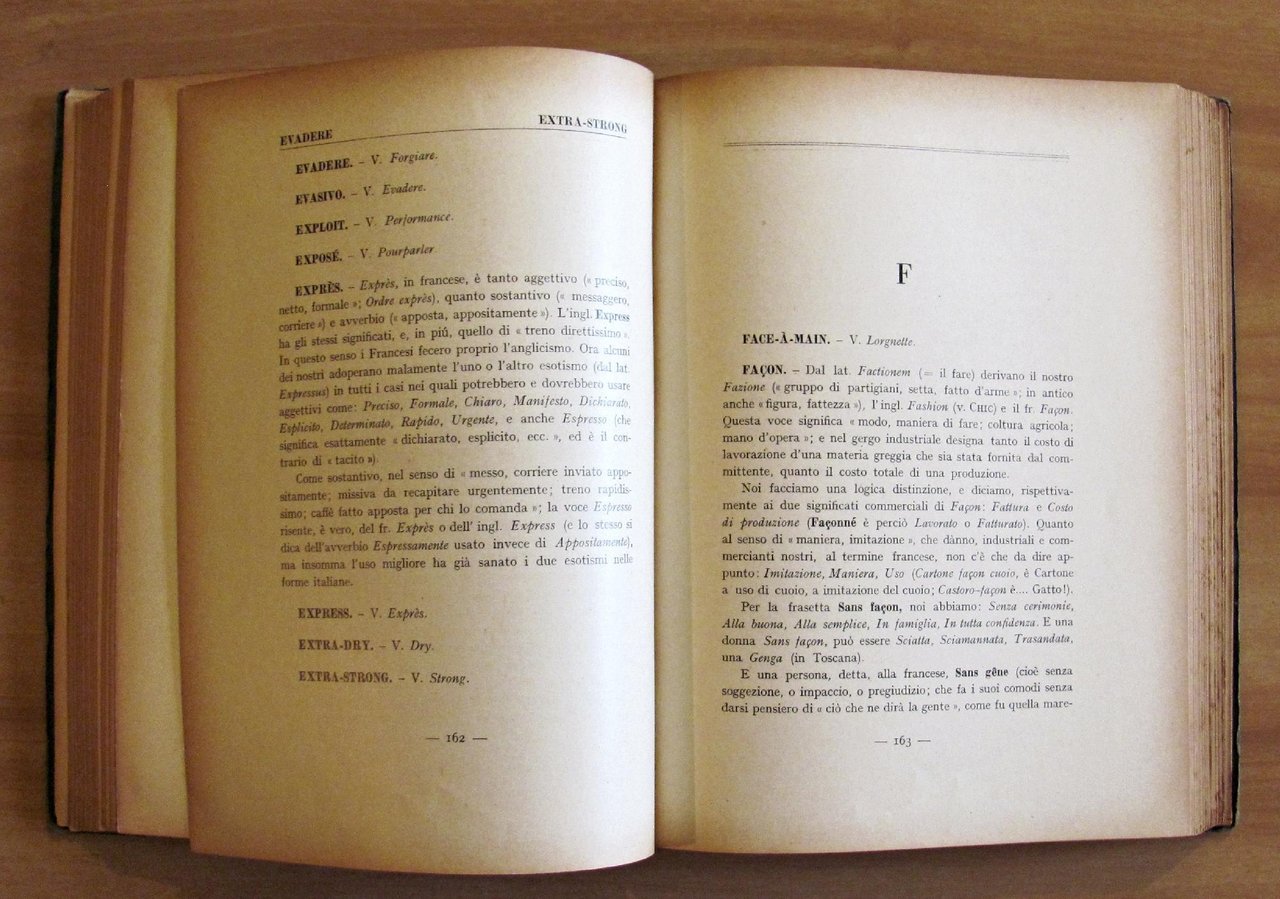 EVADERE EXTRA-STRONG
EVADERE. – V. Forgiare.
EVASIVO. – V. Evadere.
EXPLOIT. – V. Performance.
EXPOSÉ. – V. Pourparler.
EXPRÈS. – Exprès, in francese, è tanto aggettivo (« preciso,
netto, formale »; Ordre exprès), quanto sostantivo (« messaggero,
corriere ») e avverbio (« apposta, appositamente »). L'ingl. Express
ha gli stessi significati, e, in piú, quello di « treno direttissimo ».
In questo senso i Francesi fecero proprio l'anglicismo. Ora alcuni
dei nostri adoperano malamente l'uno o l'altro esotismo (dal lat.
Expressus) in tutti i casi nei quali potrebbero e dovrebbero usare
aggettivi come: Preciso, Formale, Chiaro, Manifesto, Dichiarato,
Esplicito, Determinato, Rapido, Urgente, e anche Espresso (che
significa esattamente « dichiarato, esplicito, ecc. », ed è il con-
trario di « tacito »).
Come sostantivo, nel senso di « messo, corriere inviato appo-
sitamente; missiva da recapitare urgentemente; treno rapidis-
simo; caffè fatto apposta per chi lo comanda »; la voce Espresso
risente, è vero, del fr. Exprès o dell' ingl. Express (e lo stesso si
dica dell'avverbio Espressamente usato invece di Appositamente),
ma insomma l'uso migliore ha già sanato i due esotismi nelle
forme italiane.
EXPRESS. – V. Exprès.
EXTRA-DRY. – V. Dry.
EXTRA-STRONG. – V. Strong.
— 162 —
F
FACE-À-MAIN. – V. Lorgnette.
FAÇON. – Dal lat. Factionem (= il fare) derivano il nostro
Fazione (« gruppo di partigiani, setta, fatto d'arme »; in antico
anche « figura, fattezza »), l'ingl. Fashion (v. CHIC) e il fr. Façon.
Questa voce significa « modo, maniera di fare; coltura agricola;
mano d'opera »; e nel gergo industriale designa tanto il costo di
lavorazione d'una materia greggia che sia stata fornita dal com-
mittente, quanto il costo totale di una produzione.
Noi facciamo una lògica distinzione, e diciamo, rispettiva-
mente ai due significati commerciali di Façon: Fattura e Costo
di produzione (Façonné è perciò Lavorato o Fatturato). Quanto
al senso di « maniera, imitazione », che dànno, industriali e com-
mercianti nostri, al termine francese, non c'è che da dire ap-
punto: Imitazione, Maniera, Uso (Cartone façon cuoio, è Cartone
a uso di cuoio, a imitazione del cuoio; Castoro-façon è.... Gatto!).
Per la frasetta Sans façon, noi abbiamo: Senza cerimonie,
Alla buona, Alla semplice, In famiglia, In tutta confidenza. E una
donna Sans façon, può essere Sciatta, Sciamannata, Trasandata,
una Genga (in Toscana).
E una persona, detta, alla francese, Sans gêne (cioè senza
soggezione, o impaccio, o pregiudizio; che fa i suoi comodi senza
darsi pensiero di « ciò che ne dirà la gente », come fu quella mare-
— 163 —